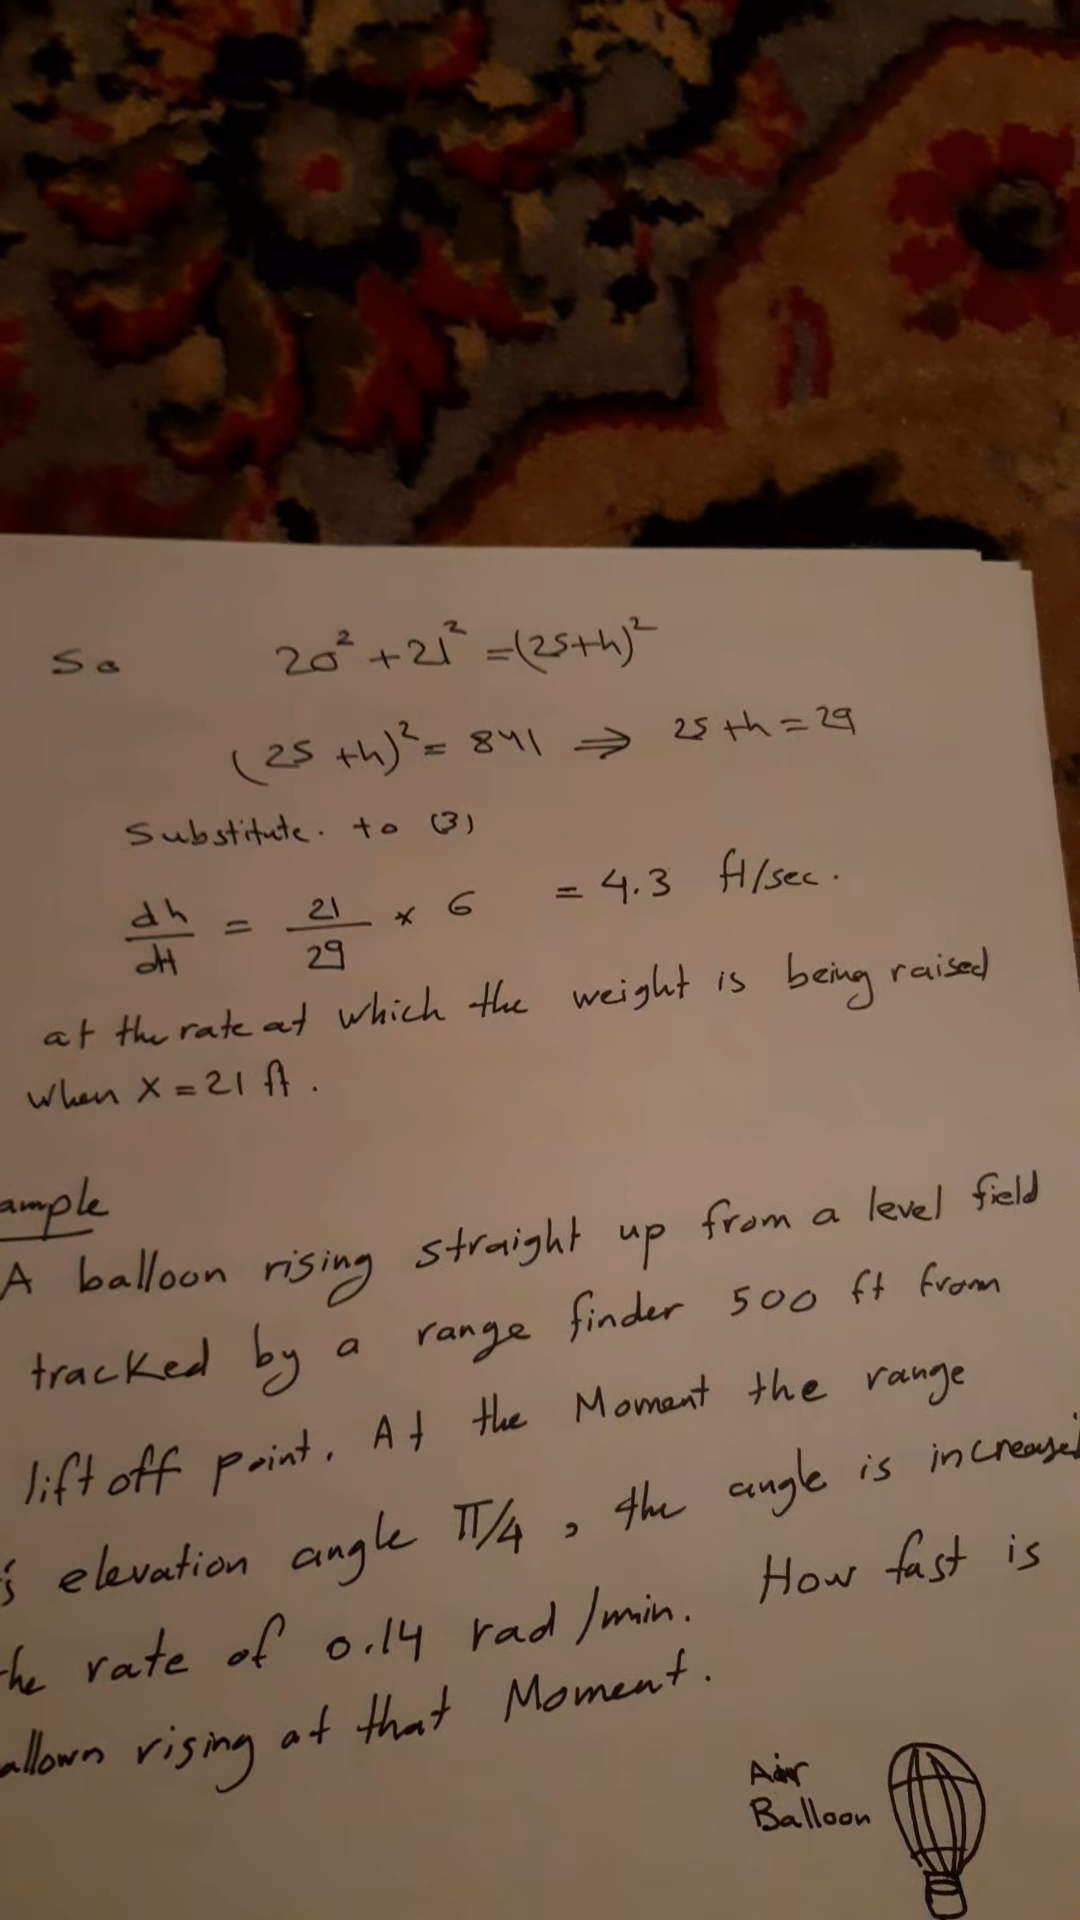 So 20² + 21² = (25+h)²
(25 + h)² = 841 ⇒ 25 + h = 29
Substitute. to (3)
dh/dt = 21/29 × 6 = 4.3 ft/sec.
at the rate at which the weight is being raised
when x = 21 ft.
ample
A balloon rising straight up from a level field
tracked by a range finder 500 ft from
lift off point. At the Moment the range
's elevation angle π/4, the angle is increasi
the rate of 0.14 rad/min. How fast is
allown rising at that Moment.
Air
Balloon